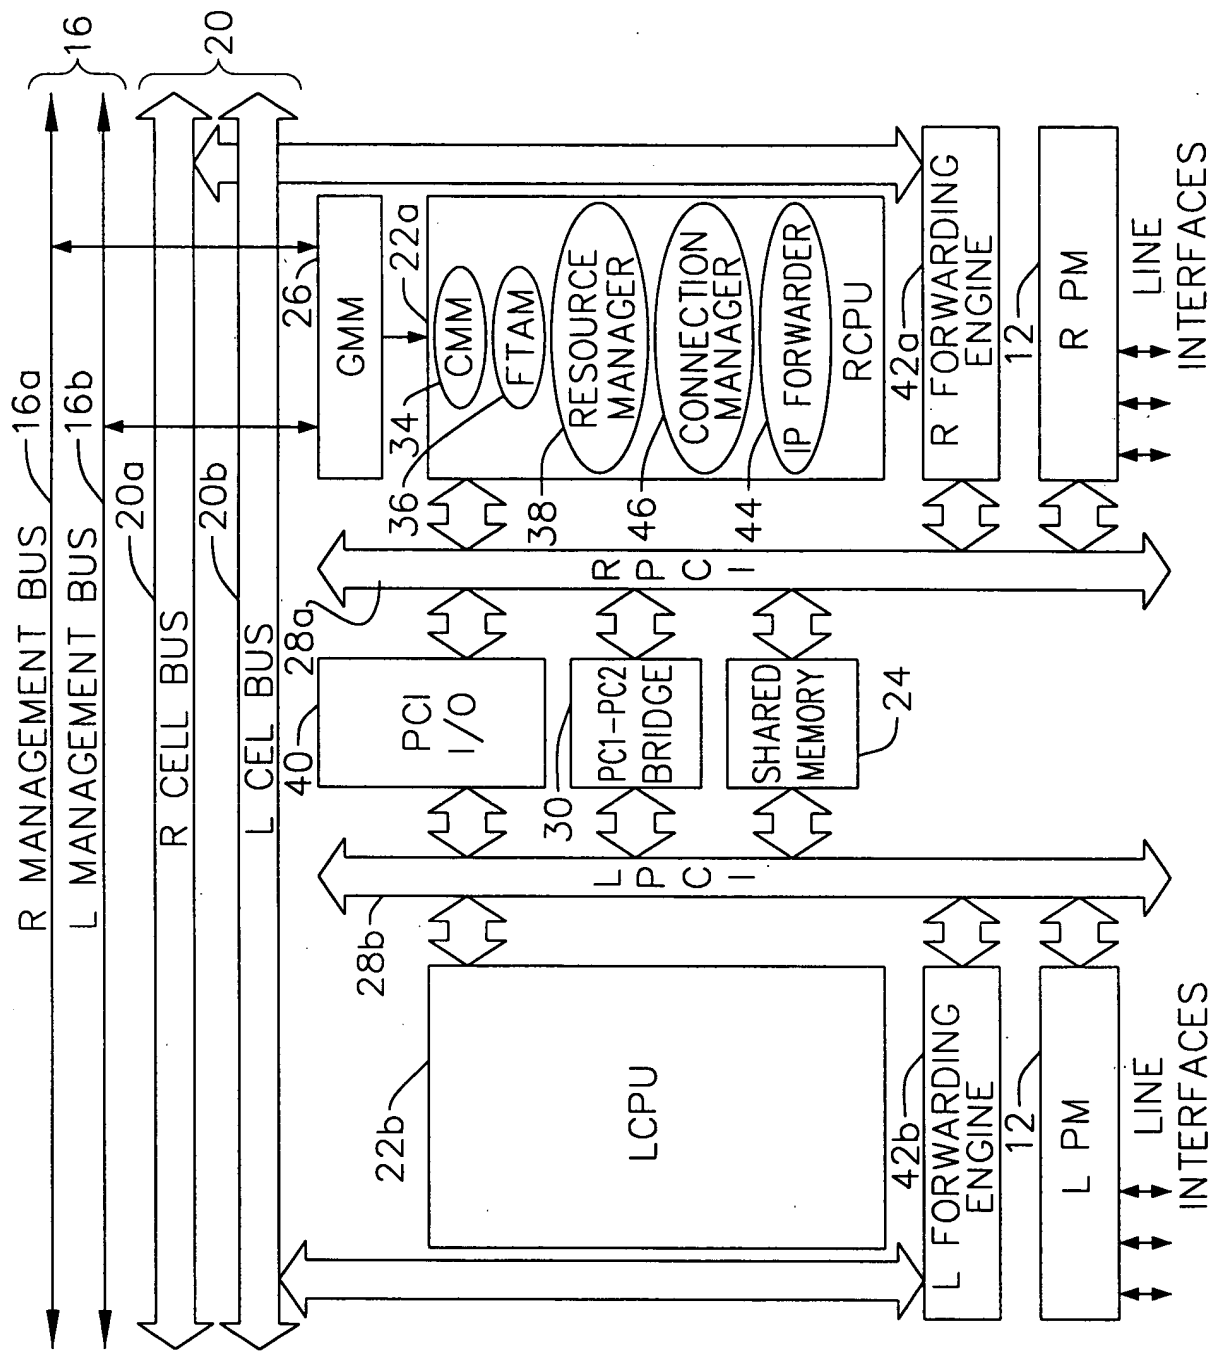 R MANAGEMENT BUS
16a
16
L MANAGEMENT BUS
16b
R CELL BUS
20a
20
L CEL BUS
20b
40
28a
26
GMM
22a
22b
28b
PCI
I/O
34
CMM
36
FTAM
38
RESOURCE
MANAGER
LCPU
L PCI
30
PC1-PC2
BRIDGE
R PCI
46
CONNECTION
MANAGER
SHARED
MEMORY
24
44
IP FORWARDER
RCPU
42b
L FORWARDING
ENGINE
42a
R FORWARDING
ENGINE
12
L PM
12
R PM
LINE
INTERFACES
LINE
INTERFACES